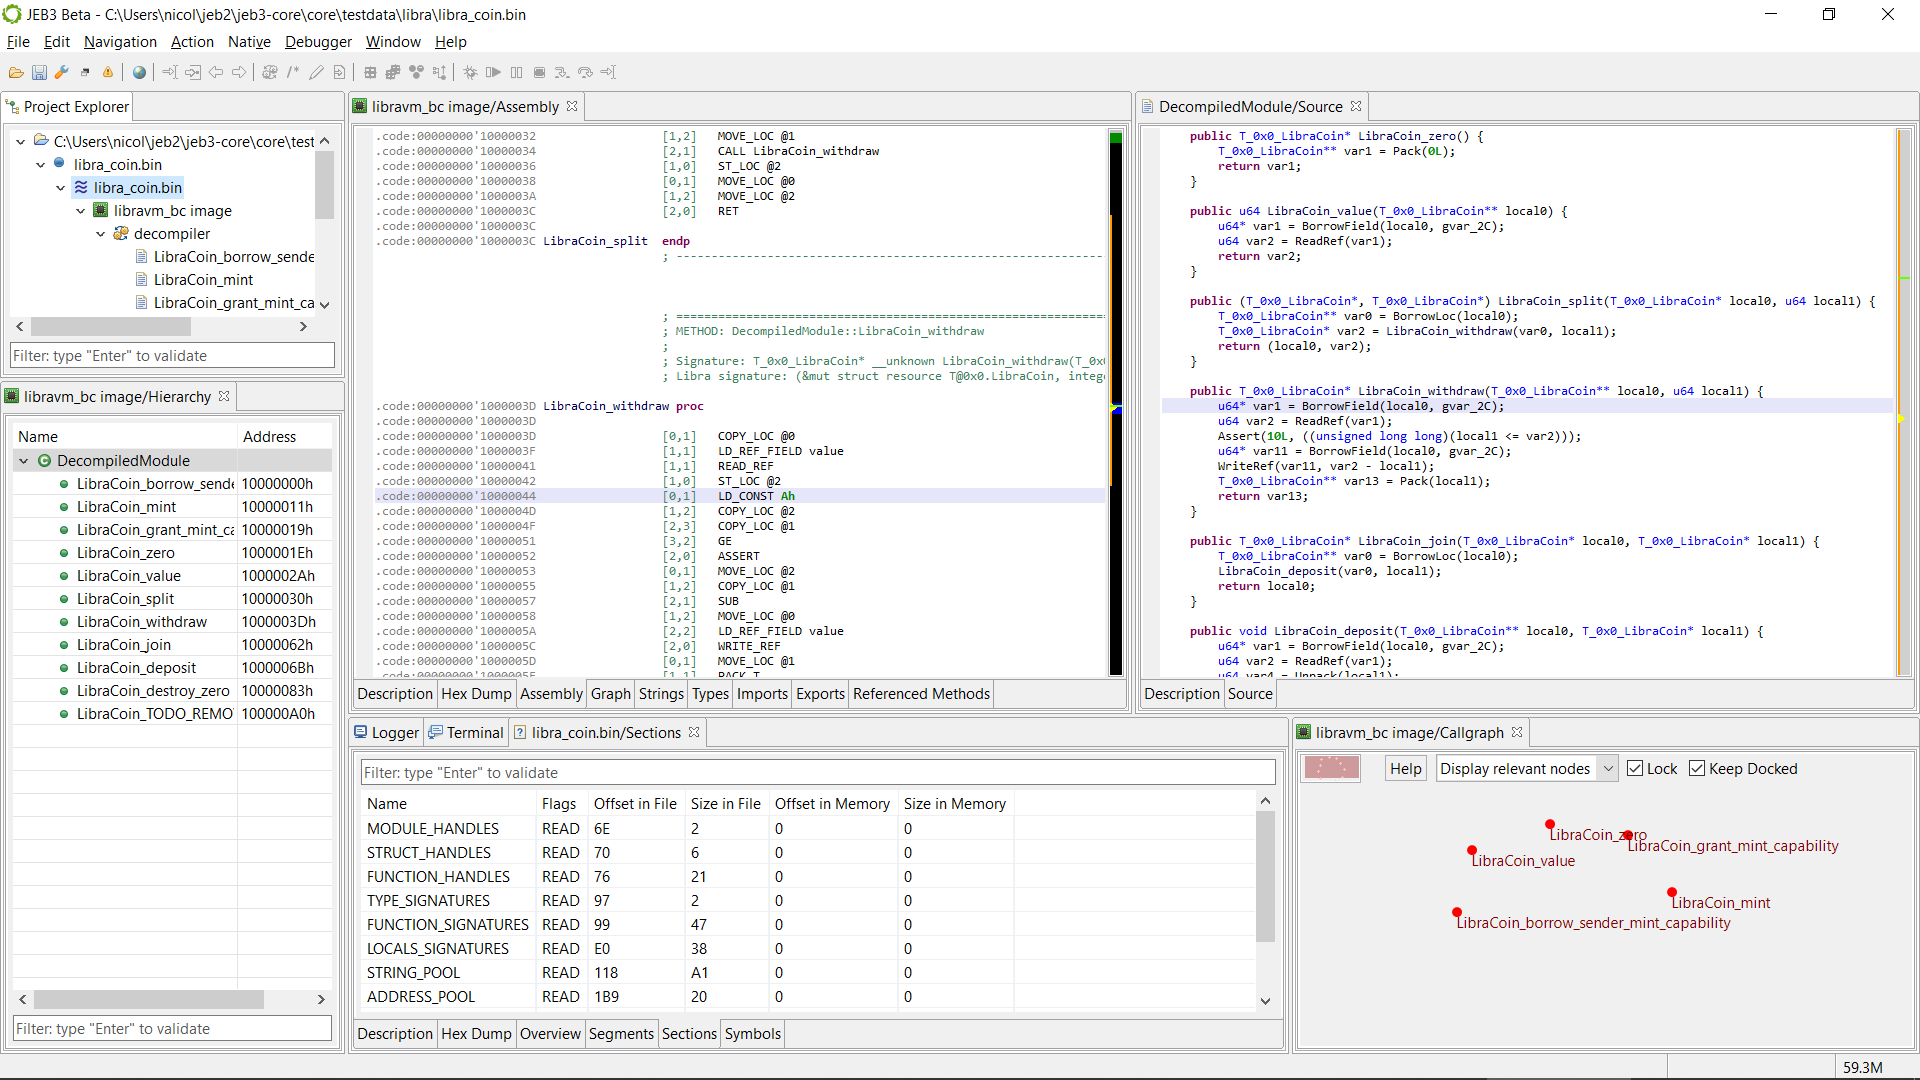 JEB3 Beta - C:\Users\nicol\jeb2\jeb3-core\core\testdata\libra\libra_coin.bin
File Edit Navigation Action Native Debugger Window Help
Project Explorer
C:\Users\nicol\jeb2\jeb3-core\core\test
libra_coin.bin
libra_coin.bin
libravm_bc image
decompiler
LibraCoin_borrow_sende
LibraCoin_mint
LibraCoin_grant_mint_ca
Filter: type "Enter" to validate
libravm_bc image/Hierarchy
Name Address
DecompiledModule
LibraCoin_borrow_sende 10000000h
LibraCoin_mint 10000011h
LibraCoin_grant_mint_ca 10000019h
LibraCoin_zero 1000001Eh
LibraCoin_value 1000002Ah
LibraCoin_split 10000030h
LibraCoin_withdraw 1000003Dh
LibraCoin_join 10000062h
LibraCoin_deposit 1000006Bh
LibraCoin_destroy_zero 10000083h
LibraCoin_TODO_REMO 100000A0h
Filter: type "Enter" to validate
libravm_bc image/Assembly
.code:00000000'10000032 [1,2] MOVE_LOC @1
.code:00000000'10000034 [2,1] CALL LibraCoin_withdraw
.code:00000000'10000036 [1,0] ST_LOC @2
.code:00000000'10000038 [0,1] MOVE_LOC @0
.code:00000000'1000003A [1,2] MOVE_LOC @2
.code:00000000'1000003C [2,0] RET
.code:00000000'1000003C
.code:00000000'1000003C LibraCoin_split endp
; -------------------------------------------------------------
; =============================================================
; METHOD: DecompiledModule::LibraCoin_withdraw
;
; Signature: T_0x0_LibraCoin* __unknown LibraCoin_withdraw(T_0x
; Libra signature: (&mut struct resource T@0x0.LibraCoin, integ
.code:00000000'1000003D LibraCoin_withdraw proc
.code:00000000'1000003D
.code:00000000'1000003D [0,1] COPY_LOC @0
.code:00000000'1000003F [1,1] LD_REF_FIELD value
.code:00000000'10000041 [1,1] READ_REF
.code:00000000'10000042 [1,0] ST_LOC @2
.code:00000000'10000044 [0,1] LD_CONST Ah
.code:00000000'1000004D [1,2] COPY_LOC @2
.code:00000000'1000004F [2,3] COPY_LOC @1
.code:00000000'10000051 [3,2] GE
.code:00000000'10000052 [2,0] ASSERT
.code:00000000'10000053 [0,1] MOVE_LOC @2
.code:00000000'10000055 [1,2] COPY_LOC @1
.code:00000000'10000057 [2,1] SUB
.code:00000000'10000058 [1,2] MOVE_LOC @0
.code:00000000'1000005A [2,2] LD_REF_FIELD value
.code:00000000'1000005C [2,0] WRITE_REF
.code:00000000'1000005D [0,1] MOVE_LOC @1
.code:00000000'1000005F [1,1] PACK_T
Description Hex Dump Assembly Graph Strings Types Imports Exports Referenced Methods
DecompiledModule/Source
public T_0x0_LibraCoin* LibraCoin_zero() {
T_0x0_LibraCoin** var1 = Pack(0L);
return var1;
}
public u64 LibraCoin_value(T_0x0_LibraCoin** local0) {
u64* var1 = BorrowField(local0, gvar_2C);
u64 var2 = ReadRef(var1);
return var2;
}
public (T_0x0_LibraCoin*, T_0x0_LibraCoin*) LibraCoin_split(T_0x0_LibraCoin* local0, u64 local1) {
T_0x0_LibraCoin** var0 = BorrowLoc(local0);
T_0x0_LibraCoin* var2 = LibraCoin_withdraw(var0, local1);
return (local0, var2);
}
public T_0x0_LibraCoin* LibraCoin_withdraw(T_0x0_LibraCoin** local0, u64 local1) {
u64* var1 = BorrowField(local0, gvar_2C);
u64 var2 = ReadRef(var1);
Assert(10L, ((unsigned long long)(local1 <= var2)));
u64* var11 = BorrowField(local0, gvar_2C);
WriteRef(var11, var2 - local1);
T_0x0_LibraCoin** var13 = Pack(local1);
return var13;
}
public T_0x0_LibraCoin* LibraCoin_join(T_0x0_LibraCoin* local0, T_0x0_LibraCoin* local1) {
T_0x0_LibraCoin** var0 = BorrowLoc(local0);
LibraCoin_deposit(var0, local1);
return local0;
}
public void LibraCoin_deposit(T_0x0_LibraCoin** local0, T_0x0_LibraCoin* local1) {
u64* var1 = BorrowField(local0, gvar_2C);
u64 var2 = ReadRef(var1);
u64 var4 = Unpack(local1);
Description Source
Logger Terminal libra_coin.bin/Sections
Filter: type "Enter" to validate
Name Flags Offset in File Size in File Offset in Memory Size in Memory
MODULE_HANDLES READ 6E 2 0 0
STRUCT_HANDLES READ 70 6 0 0
FUNCTION_HANDLES READ 76 21 0 0
TYPE_SIGNATURES READ 97 2 0 0
FUNCTION_SIGNATURES READ 99 47 0 0
LOCALS_SIGNATURES READ E0 38 0 0
STRING_POOL READ 118 A1 0 0
ADDRESS_POOL READ 1B9 20 0 0
Description Hex Dump Overview Segments Sections Symbols
libravm_bc image/Callgraph
Help Display relevant nodes Lock Keep Docked
LibraCoin_zero
LibraCoin_grant_mint_capability
LibraCoin_value
LibraCoin_mint
LibraCoin_borrow_sender_mint_capability
59.3M